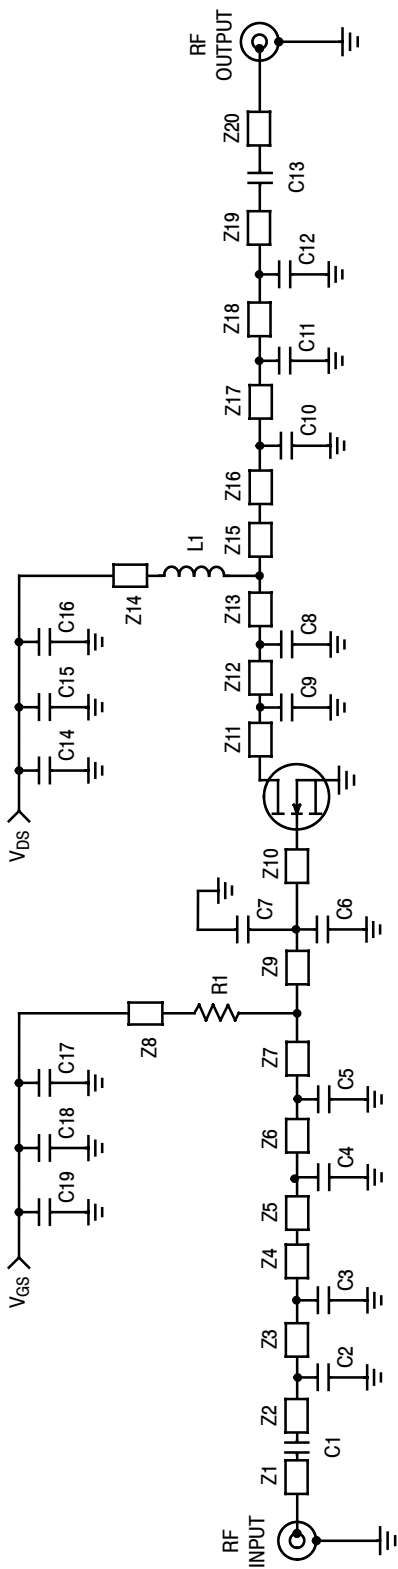 VGS
C19
C18
C17
VDS
C14
C15
C16
Z8
R1
Z14
L1
RF
INPUT
Z1
C1
Z2
C2
Z3
C3
Z4
Z5
C4
Z6
C5
Z7
Z9
C7
C6
Z10
Z11
C9
Z12
C8
Z13
Z15
Z16
C10
Z17
C11
Z18
C12
Z19
C13
Z20
RF
OUTPUT